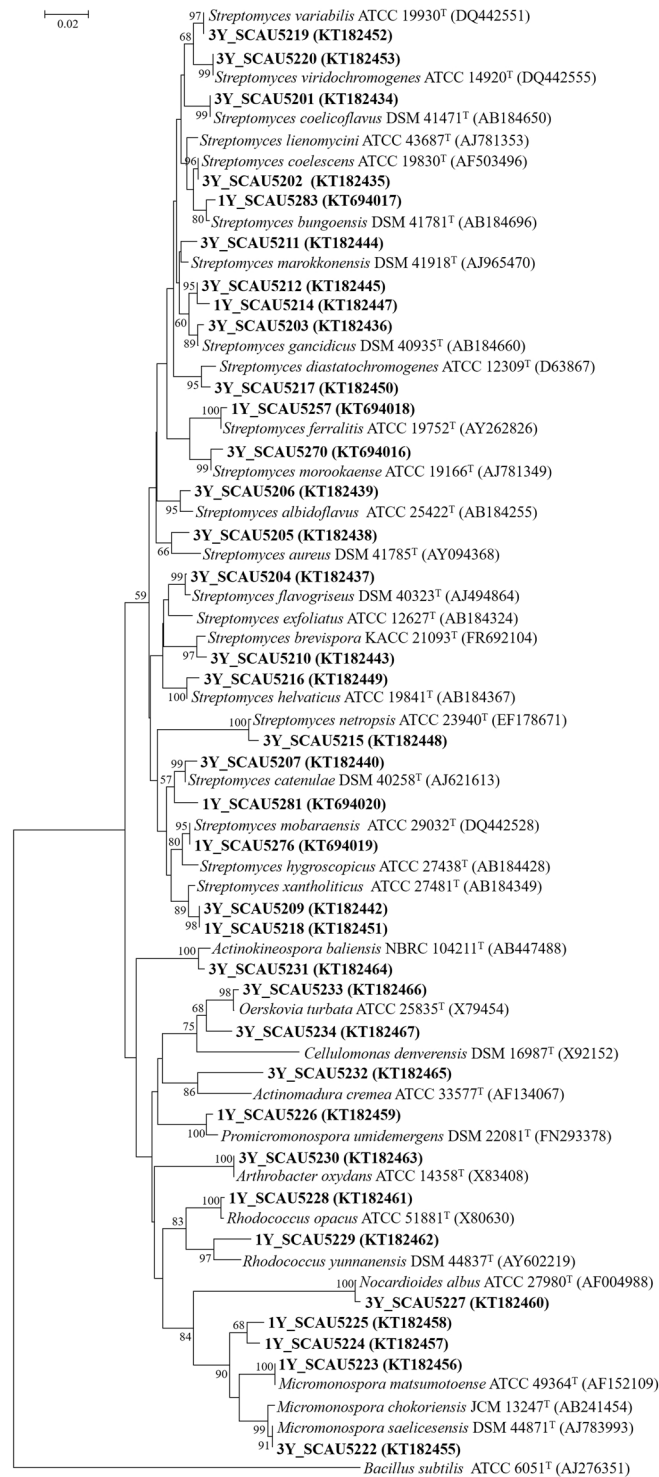 0.02
97
Streptomyces variabilis ATCC 19930ᵀ (DQ442551)
68
3Y_SCAU5219 (KT182452)
3Y_SCAU5220 (KT182453)
99
Streptomyces viridochromogenes ATCC 14920ᵀ (DQ442555)
3Y_SCAU5201 (KT182434)
99
Streptomyces coelicoflavus DSM 41471ᵀ (AB184650)
Streptomyces lienomycini ATCC 43687ᵀ (AJ781353)
96
Streptomyces coelescens ATCC 19830ᵀ (AF503496)
3Y_SCAU5202 (KT182435)
1Y_SCAU5283 (KT694017)
80
Streptomyces bungoensis DSM 41781ᵀ (AB184696)
3Y_SCAU5211 (KT182444)
Streptomyces marokkonensis DSM 41918ᵀ (AJ965470)
95
3Y_SCAU5212 (KT182445)
1Y_SCAU5214 (KT182447)
60
3Y_SCAU5203 (KT182436)
89
Streptomyces gancidicus DSM 40935ᵀ (AB184660)
Streptomyces diastatochromogenes ATCC 12309ᵀ (D63867)
95
3Y_SCAU5217 (KT182450)
100
1Y_SCAU5257 (KT694018)
Streptomyces ferralitis ATCC 19752ᵀ (AY262826)
3Y_SCAU5270 (KT694016)
99
Streptomyces morookaense ATCC 19166ᵀ (AJ781349)
3Y_SCAU5206 (KT182439)
95
Streptomyces albidoflavus ATCC 25422ᵀ (AB184255)
3Y_SCAU5205 (KT182438)
66
Streptomyces aureus DSM 41785ᵀ (AY094368)
99
3Y_SCAU5204 (KT182437)
59
Streptomyces flavogriseus DSM 40323ᵀ (AJ494864)
Streptomyces exfoliatus ATCC 12627ᵀ (AB184324)
Streptomyces brevispora KACC 21093ᵀ (FR692104)
97
3Y_SCAU5210 (KT182443)
3Y_SCAU5216 (KT182449)
100
Streptomyces helvaticus ATCC 19841ᵀ (AB184367)
100
Streptomyces netropsis ATCC 23940ᵀ (EF178671)
3Y_SCAU5215 (KT182448)
99
3Y_SCAU5207 (KT182440)
57
Streptomyces catenulae DSM 40258ᵀ (AJ621613)
1Y_SCAU5281 (KT694020)
95
Streptomyces mobaraensis ATCC 29032ᵀ (DQ442528)
80
1Y_SCAU5276 (KT694019)
Streptomyces hygroscopicus ATCC 27438ᵀ (AB184428)
Streptomyces xantholiticus ATCC 27481ᵀ (AB184349)
89
3Y_SCAU5209 (KT182442)
98
1Y_SCAU5218 (KT182451)
100
Actinokineospora baliensis NBRC 104211ᵀ (AB447488)
3Y_SCAU5231 (KT182464)
98
3Y_SCAU5233 (KT182466)
68
Oerskovia turbata ATCC 25835ᵀ (X79454)
75
3Y_SCAU5234 (KT182467)
Cellulomonas denverensis DSM 16987ᵀ (X92152)
3Y_SCAU5232 (KT182465)
86
Actinomadura cremea ATCC 33577ᵀ (AF134067)
1Y_SCAU5226 (KT182459)
100
Promicromonospora umidemergens DSM 22081ᵀ (FN293378)
100
3Y_SCAU5230 (KT182463)
Arthrobacter oxydans ATCC 14358ᵀ (X83408)
100
1Y_SCAU5228 (KT182461)
83
Rhodococcus opacus ATCC 51881ᵀ (X80630)
1Y_SCAU5229 (KT182462)
97
Rhodococcus yunnanensis DSM 44837ᵀ (AY602219)
100
Nocardioides albus ATCC 27980ᵀ (AF004988)
3Y_SCAU5227 (KT182460)
68
1Y_SCAU5225 (KT182458)
84
1Y_SCAU5224 (KT182457)
90
100
1Y_SCAU5223 (KT182456)
Micromonospora matsumotoense ATCC 49364ᵀ (AF152109)
Micromonospora chokoriensis JCM 13247ᵀ (AB241454)
99
Micromonospora saelicesensis DSM 44871ᵀ (AJ783993)
91
3Y_SCAU5222 (KT182455)
Bacillus subtilis ATCC 6051ᵀ (AJ276351)